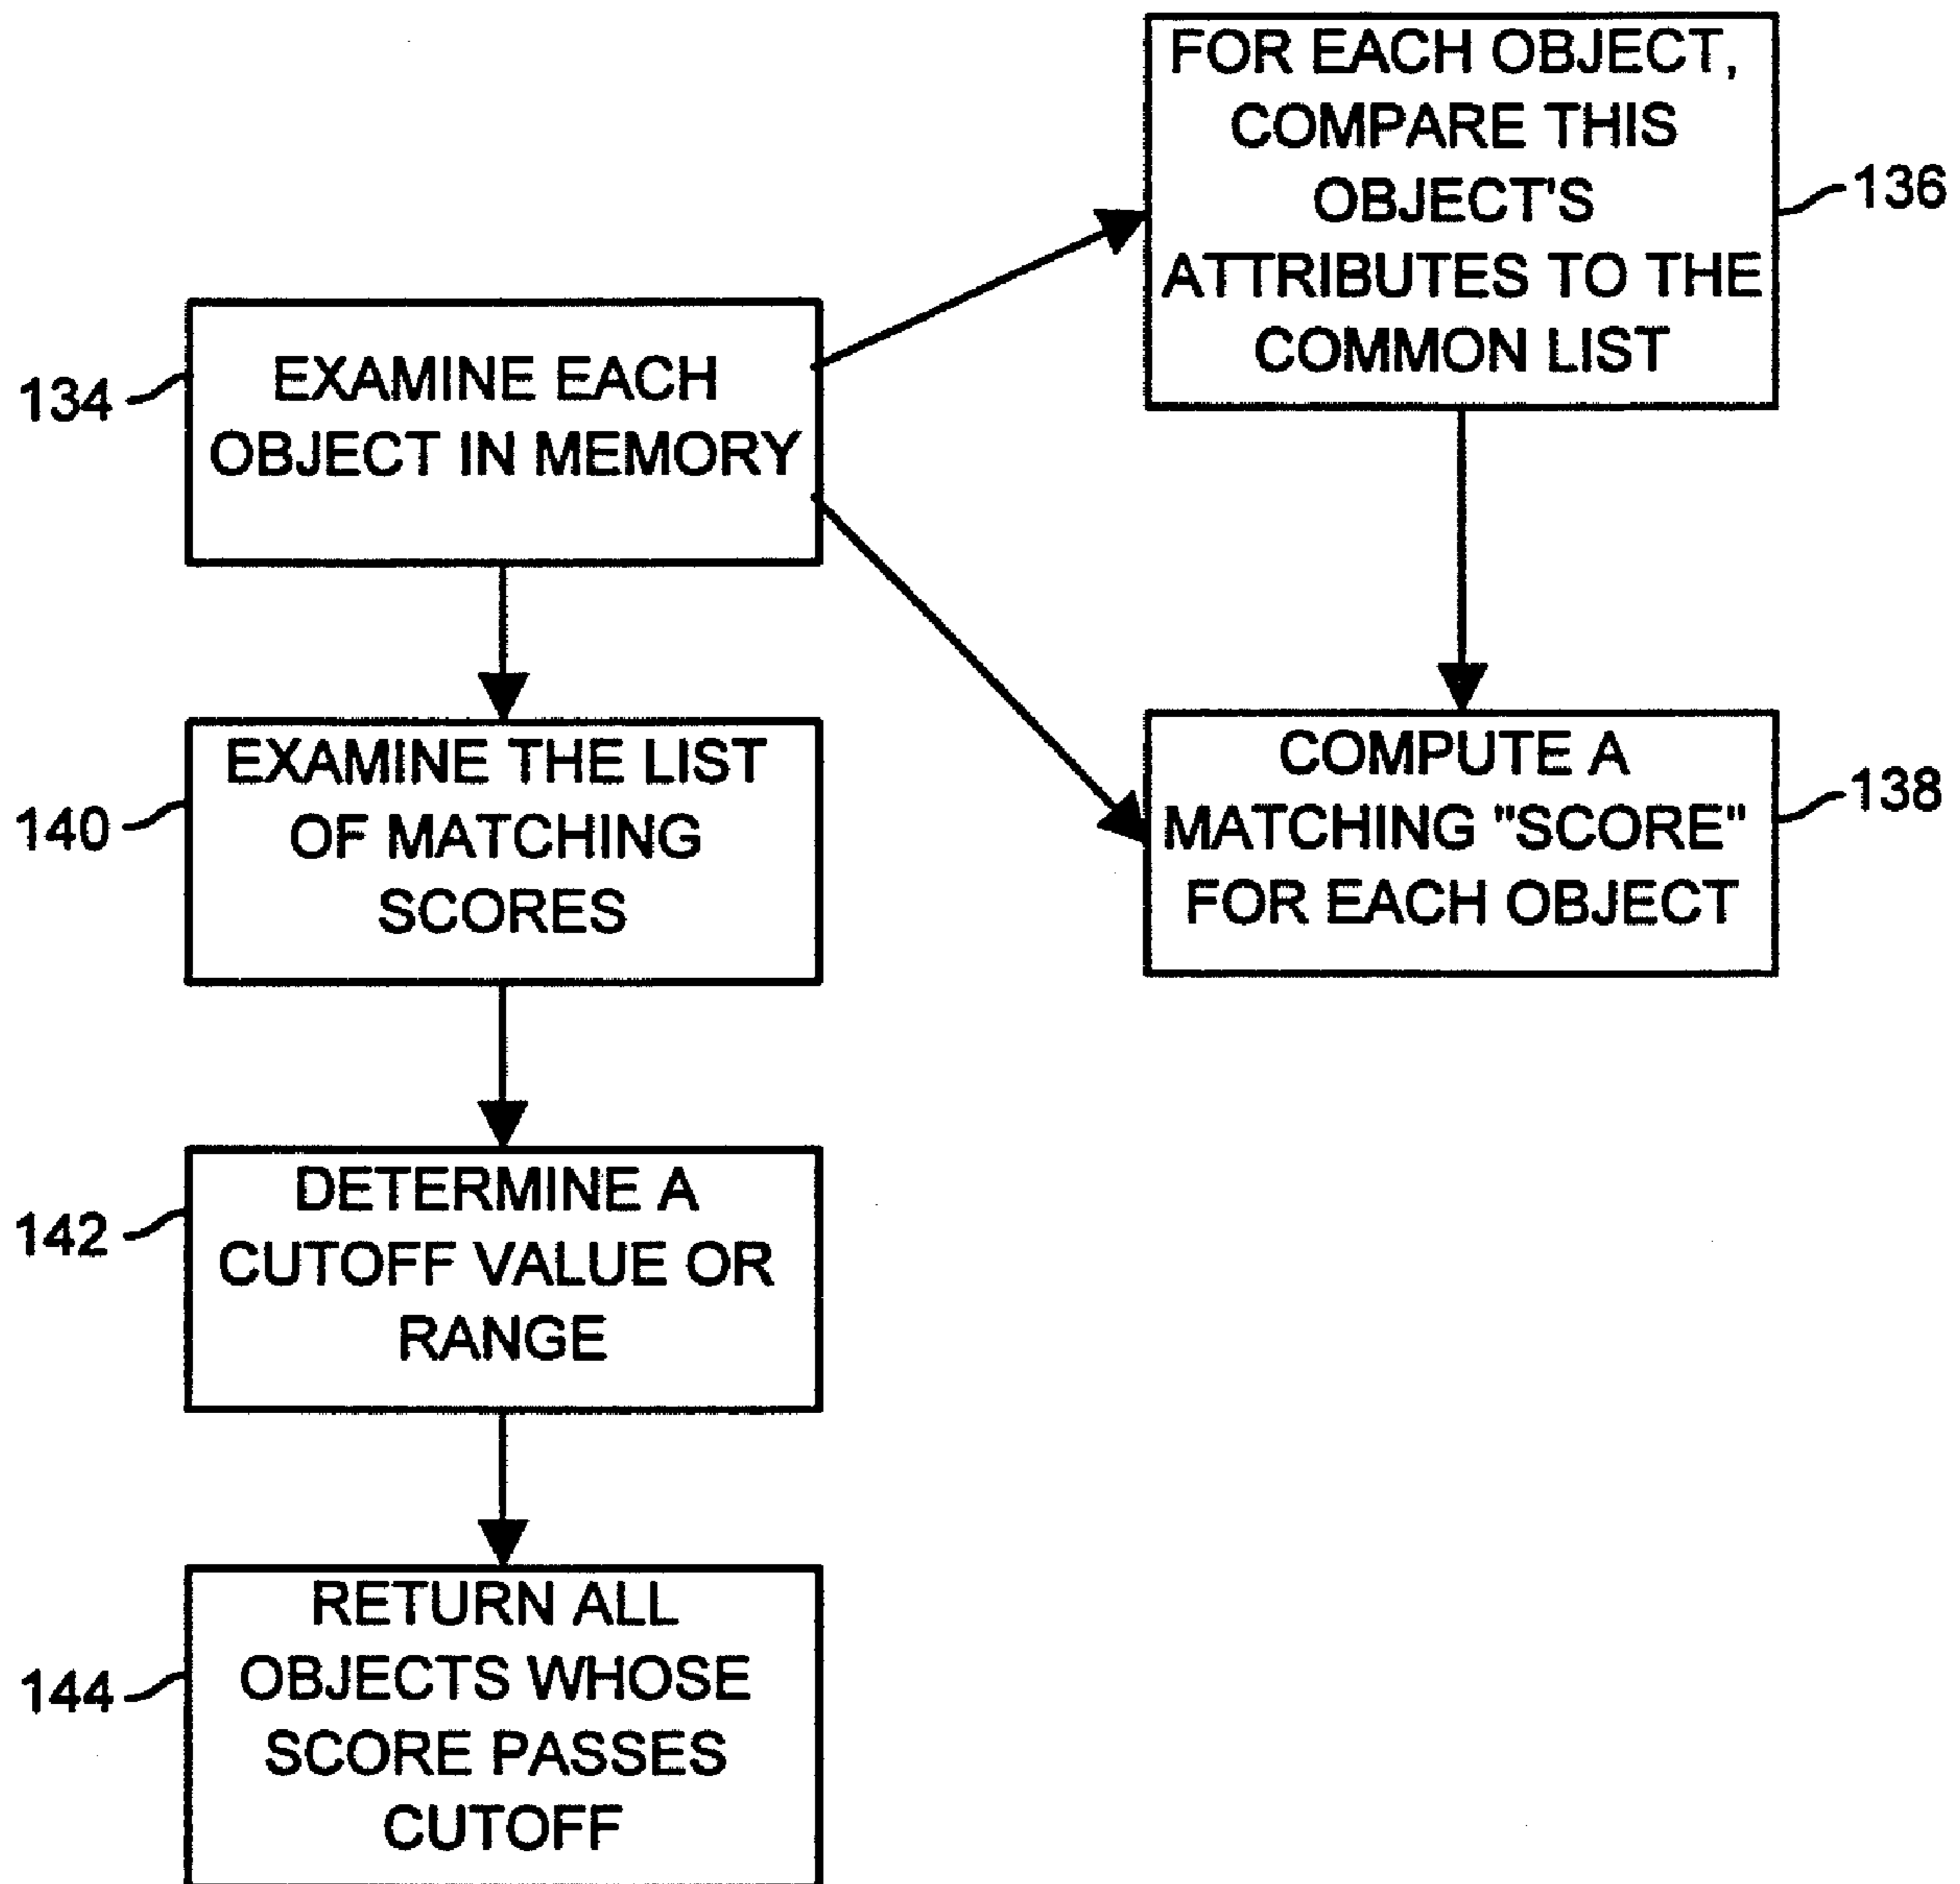 FOR EACH OBJECT,
COMPARE THIS
OBJECT'S
ATTRIBUTES TO THE
COMMON LIST
136
134
EXAMINE EACH
OBJECT IN MEMORY
140
EXAMINE THE LIST
OF MATCHING
SCORES
COMPUTE A
MATCHING "SCORE"
FOR EACH OBJECT
138
142
DETERMINE A
CUTOFF VALUE OR
RANGE
144
RETURN ALL
OBJECTS WHOSE
SCORE PASSES
CUTOFF